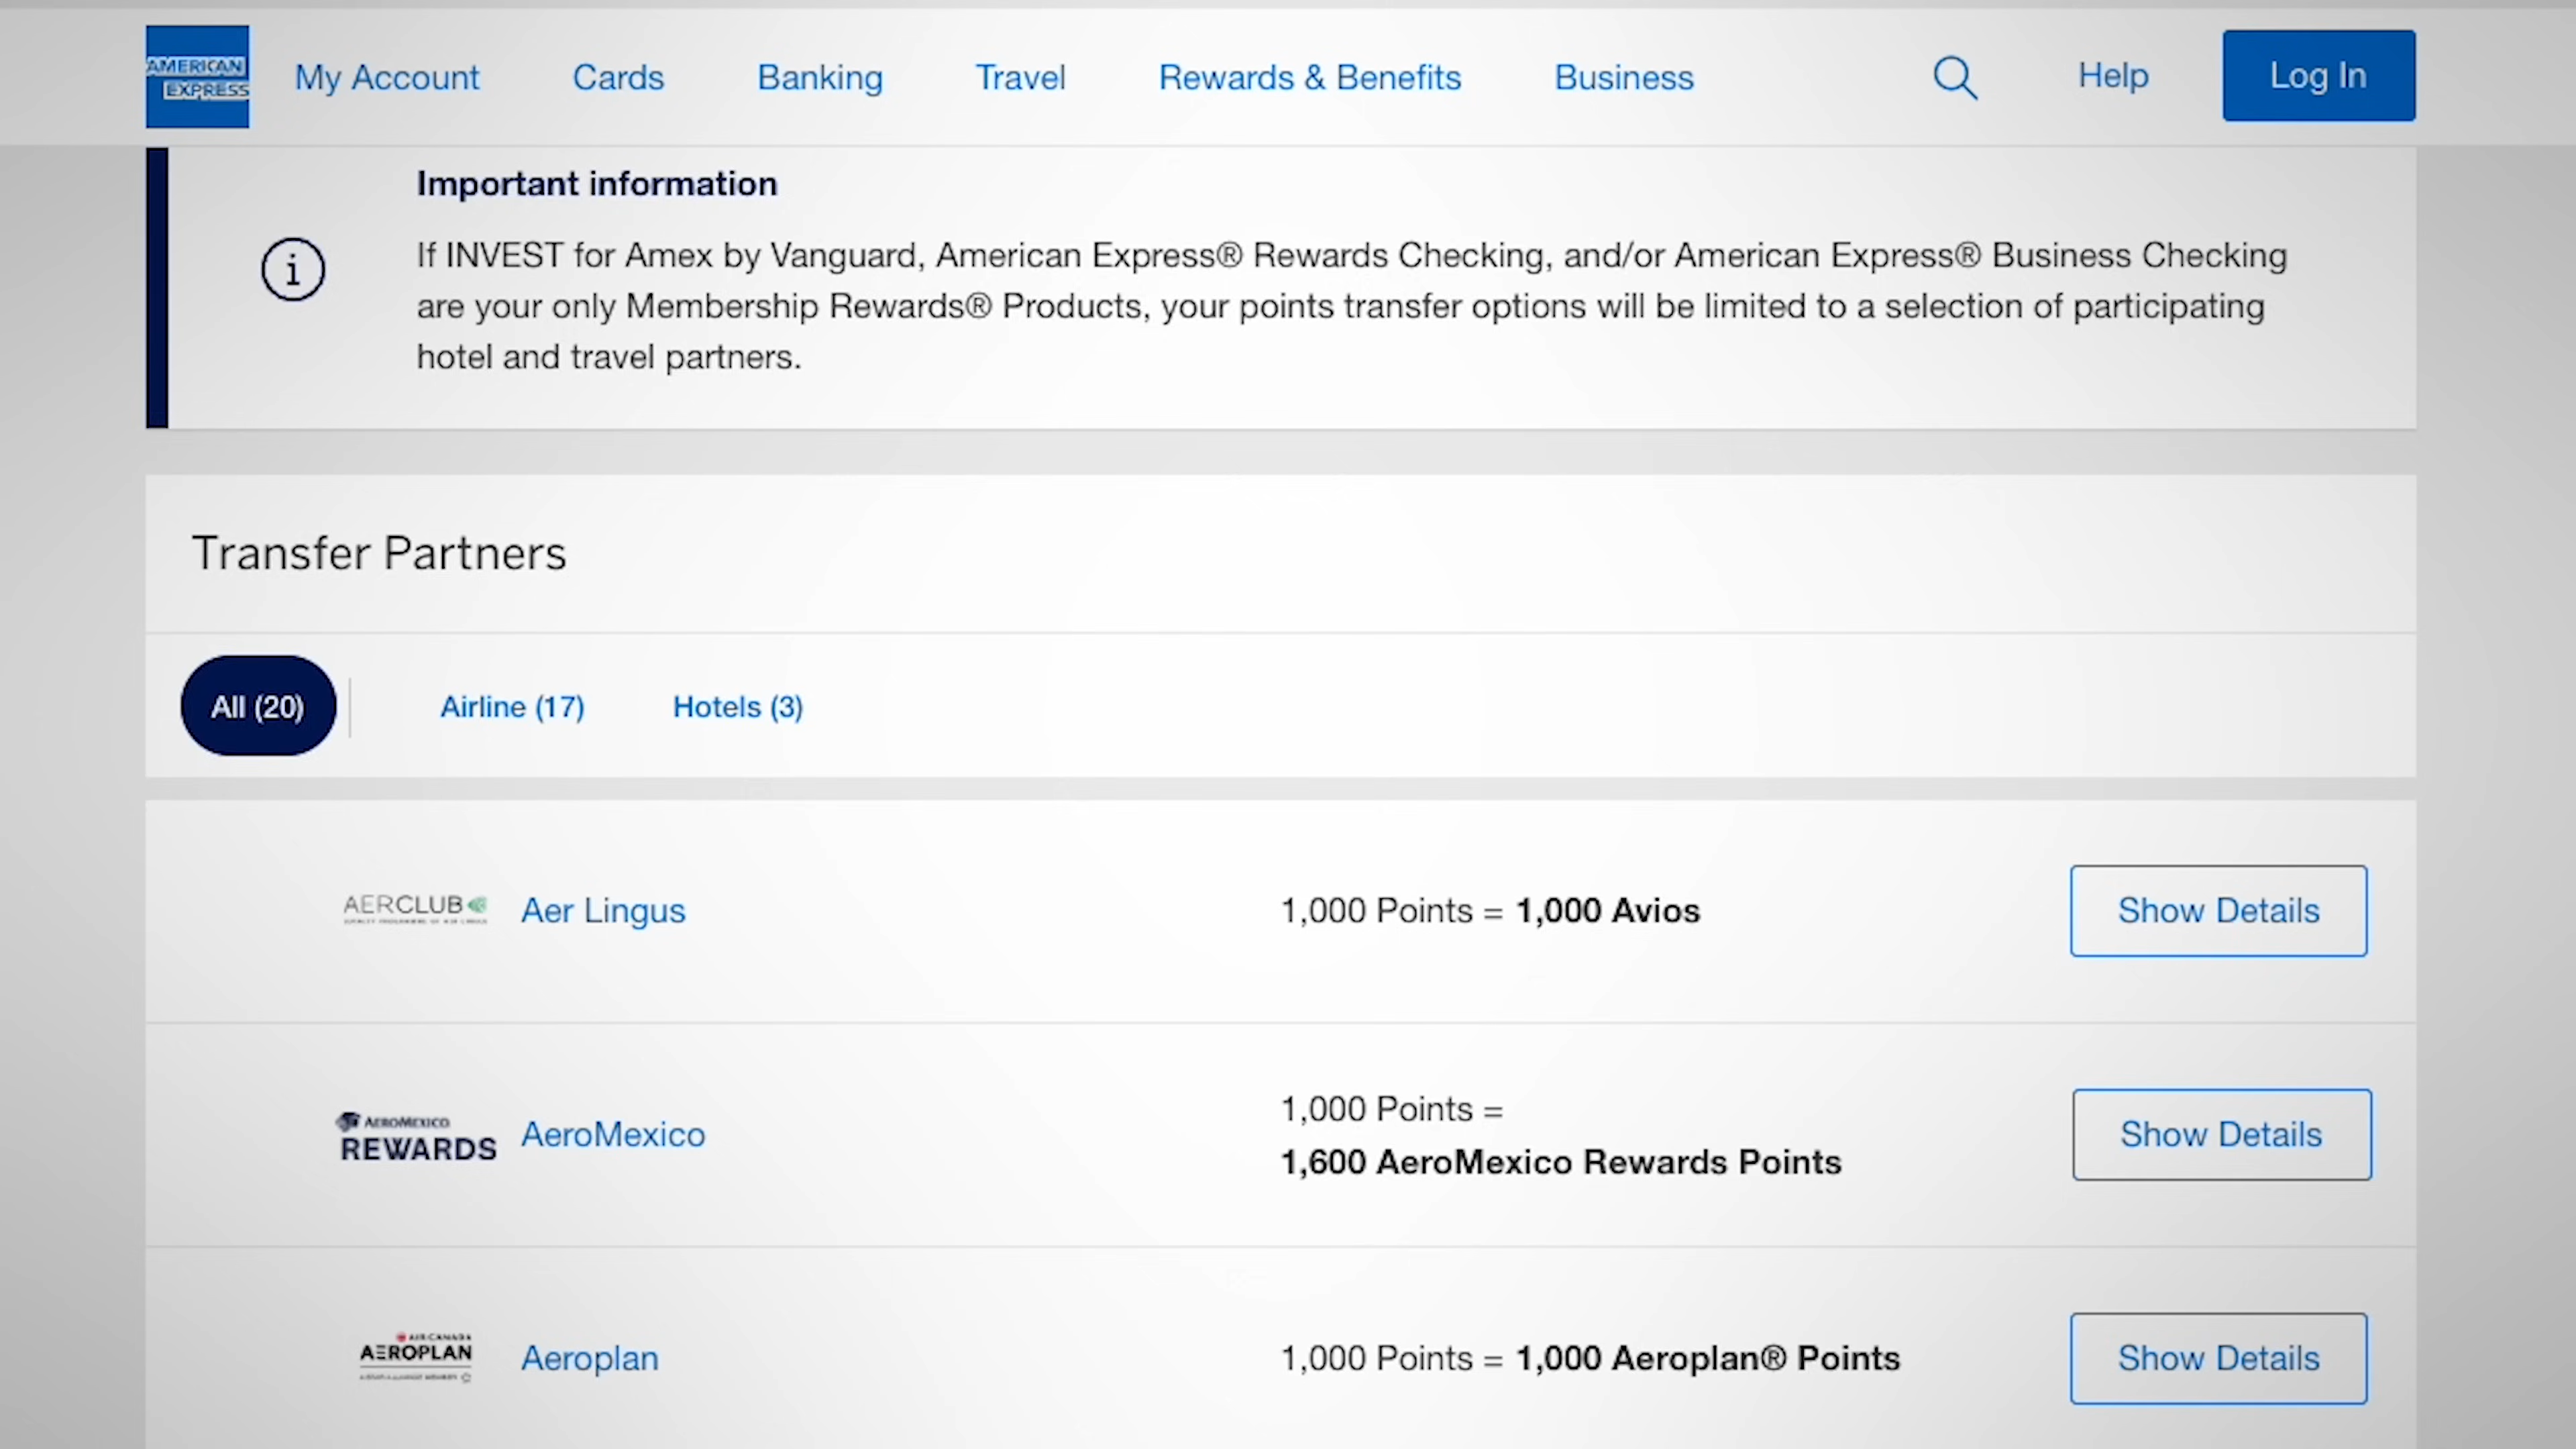 AMERICAN
EXPRESS
My Account
Cards
Banking
Travel
Rewards & Benefits
Business
Help
Log In
Important information
If INVEST for Amex by Vanguard, American Express® Rewards Checking, and/or American Express® Business Checking
are your only Membership Rewards® Products, your points transfer options will be limited to a selection of participating
hotel and travel partners.
Transfer Partners
All (20)
Airline (17)
Hotels (3)
AERCLUB
Aer Lingus
1,000 Points = 1,000 Avios
Show Details
AEROMEXICO
REWARDS
AeroMexico
1,000 Points =
1,600 AeroMexico Rewards Points
Show Details
AIR CANADA
AEROPLAN
Aeroplan
1,000 Points = 1,000 Aeroplan® Points
Show Details